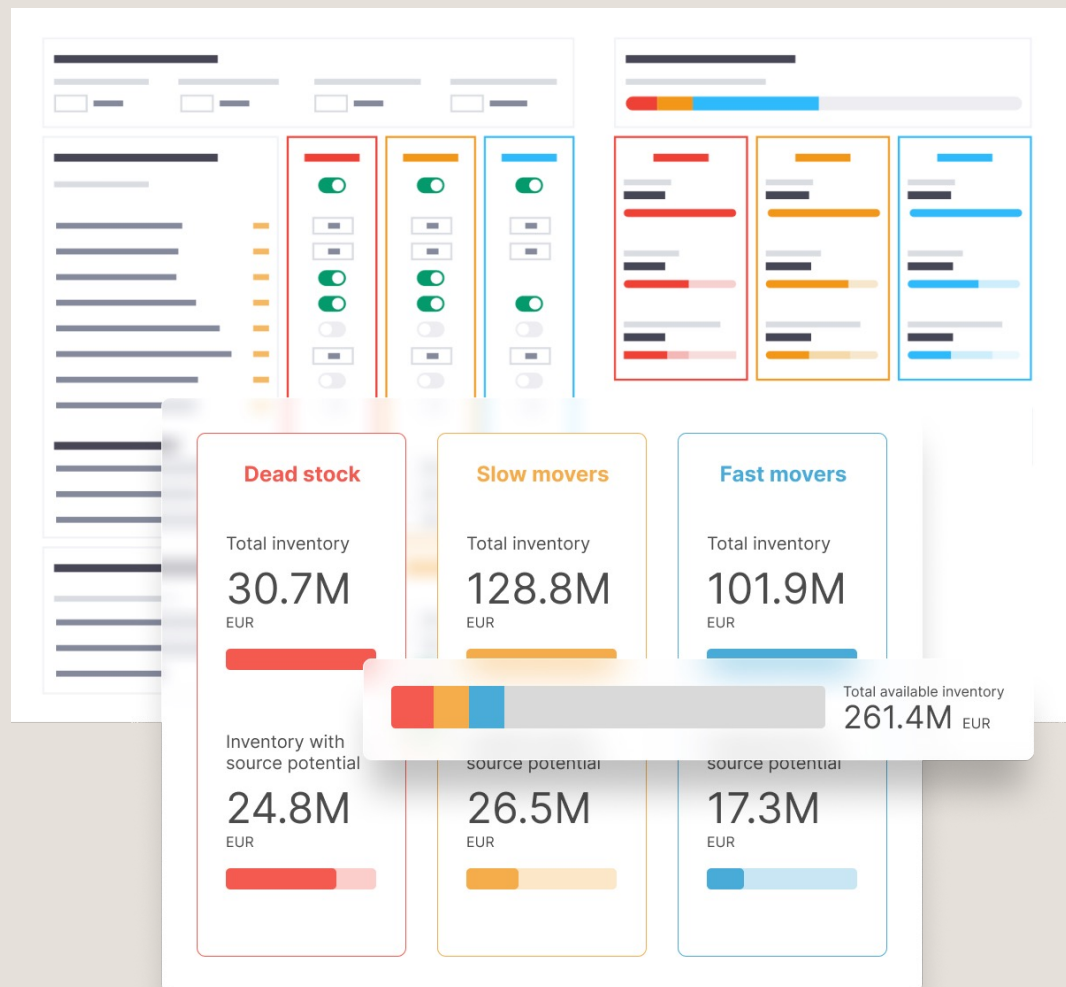 Dead stock
Total inventory
30.7M
EUR
Inventory with
source potential
24.8M
EUR
Slow movers
Total inventory
128.8M
EUR
source potential
26.5M
EUR
Fast movers
Total inventory
101.9M
EUR
source potential
17.3M
EUR
Total available inventory
261.4M EUR